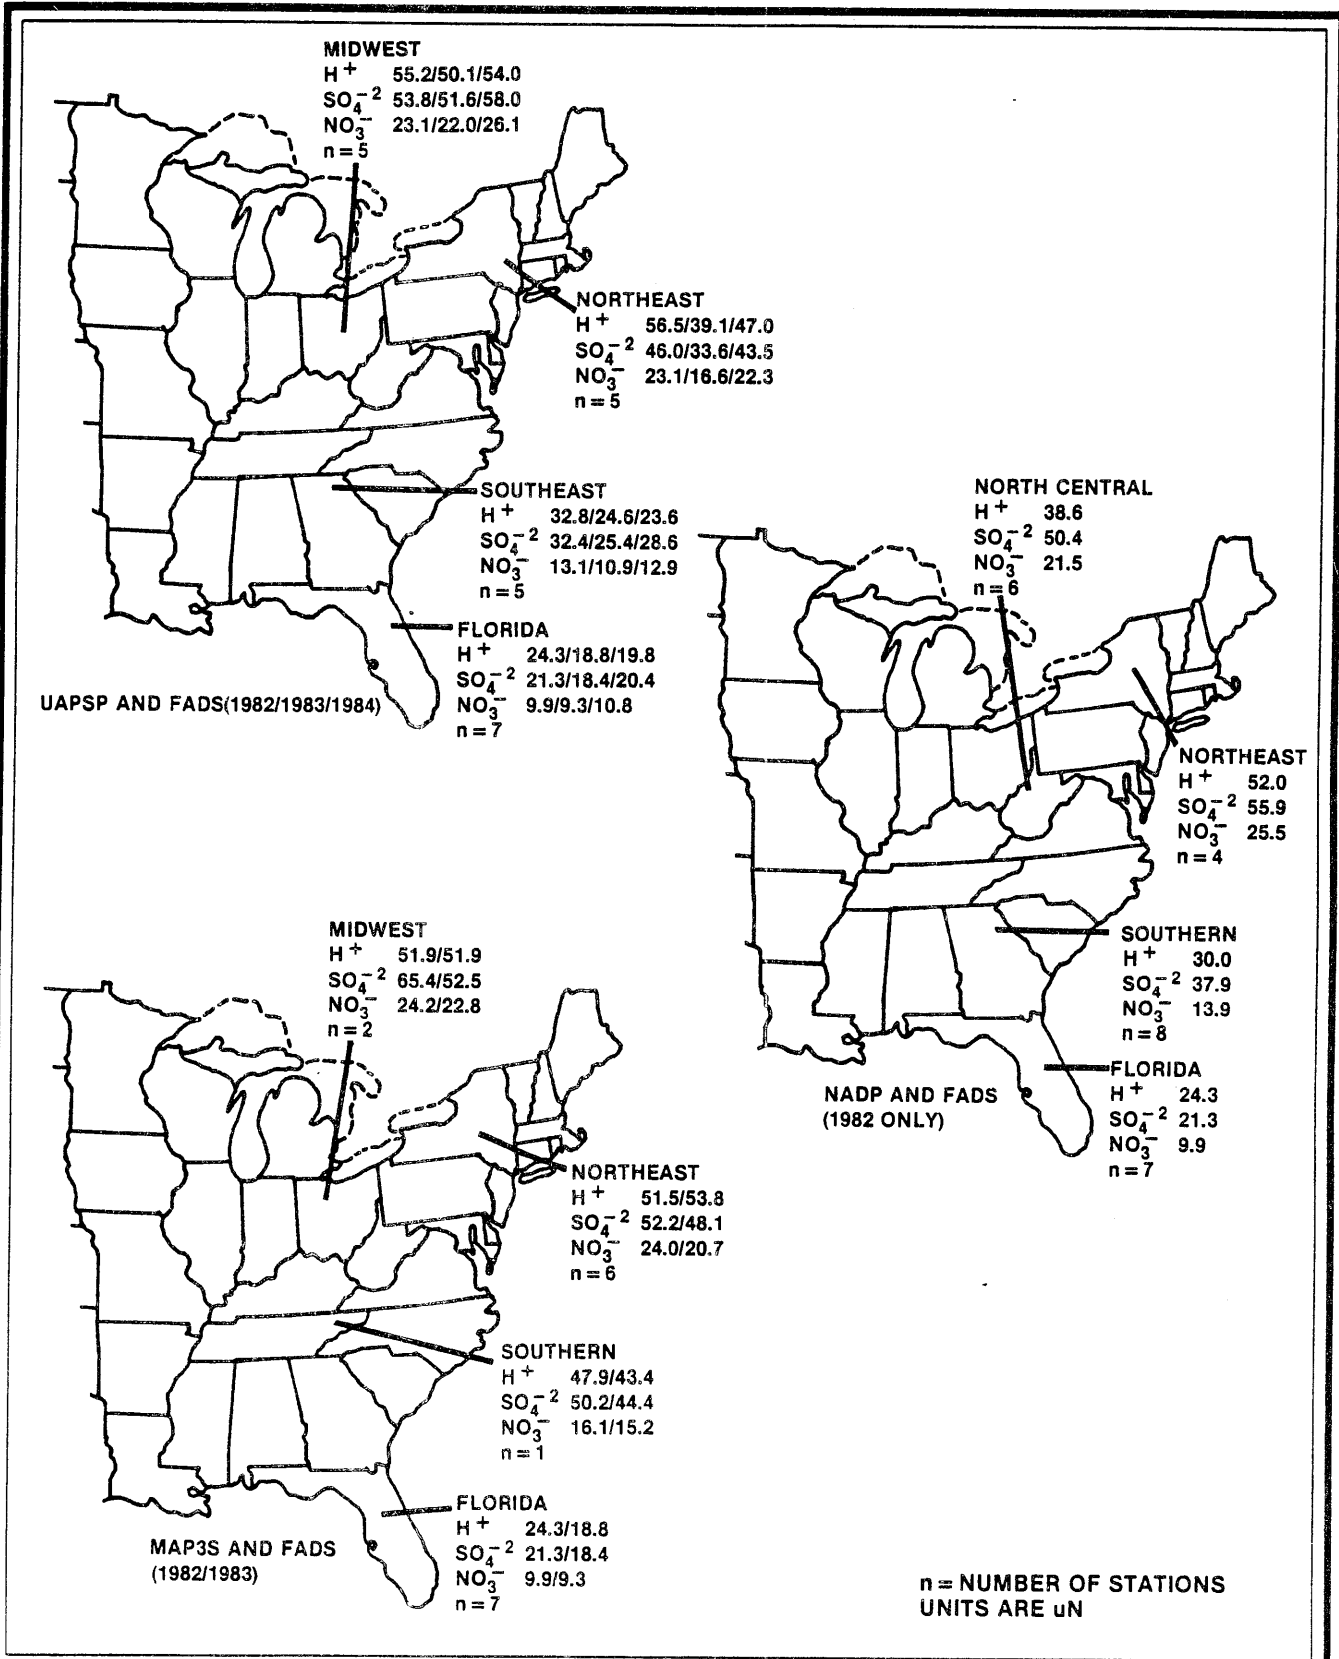 MIDWEST
H+ 55.2/50.1/54.0
SO4-2 53.8/51.6/58.0
NO3- 23.1/22.0/26.1
n = 5
NORTHEAST
H+ 56.5/39.1/47.0
SO4-2 46.0/33.6/43.5
NO3- 23.1/16.6/22.3
n = 5
SOUTHEAST
H+ 32.8/24.6/23.6
SO4-2 32.4/25.4/28.6
NO3- 13.1/10.9/12.9
n = 5
FLORIDA
H+ 24.3/18.8/19.8
SO4-2 21.3/18.4/20.4
NO3- 9.9/9.3/10.8
n = 7
UAPSP AND FADS(1982/1983/1984)
NORTH CENTRAL
H+ 38.6
SO4-2 50.4
NO3- 21.5
n = 6
NORTHEAST
H+ 52.0
SO4-2 55.9
NO3- 25.5
n = 4
SOUTHERN
H+ 30.0
SO4-2 37.9
NO3- 13.9
n = 8
FLORIDA
H+ 24.3
SO4-2 21.3
NO3- 9.9
n = 7
NADP AND FADS
(1982 ONLY)
MIDWEST
H+ 51.9/51.9
SO4-2 65.4/52.5
NO3- 24.2/22.8
n = 2
NORTHEAST
H+ 51.5/53.8
SO4-2 52.2/48.1
NO3- 24.0/20.7
n = 6
SOUTHERN
H+ 47.9/43.4
SO4-2 50.2/44.4
NO3- 16.1/15.2
n = 1
FLORIDA
H+ 24.3/18.8
SO4-2 21.3/18.4
NO3- 9.9/9.3
n = 7
MAP3S AND FADS
(1982/1983)
n = NUMBER OF STATIONS
UNITS ARE uN